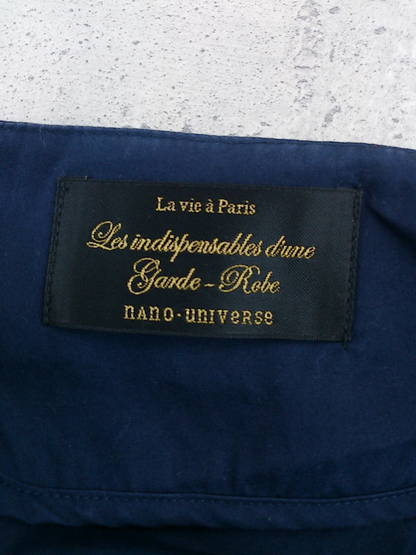 La vie à Paris
Les indispensables d'une
Garde-Robe
nAno·universe